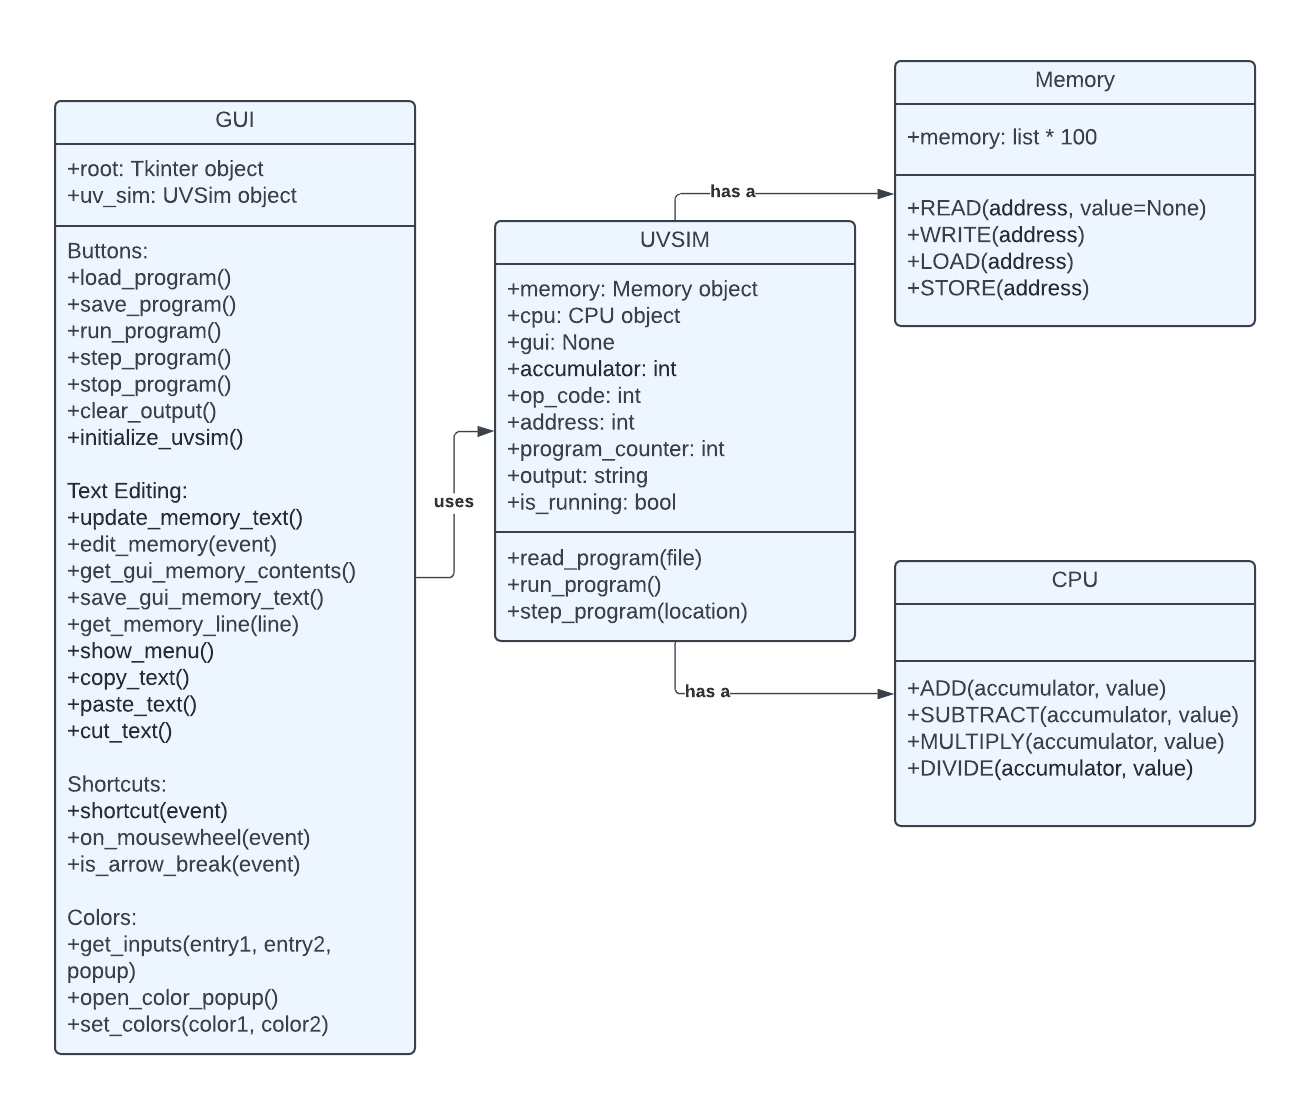 GUI
+root: Tkinter object
+uv_sim: UVSim object
Buttons:
+load_program()
+save_program()
+run_program()
+step_program()
+stop_program()
+clear_output()
+initialize_uvsim()
Text Editing:
+update_memory_text()
+edit_memory(event)
+get_gui_memory_contents()
+save_gui_memory_text()
+get_memory_line(line)
+show_menu()
+copy_text()
+paste_text()
+cut_text()
Shortcuts:
+shortcut(event)
+on_mousewheel(event)
+is_arrow_break(event)
Colors:
+get_inputs(entry1, entry2,
popup)
+open_color_popup()
+set_colors(color1, color2)
uses
UVSIM
+memory: Memory object
+cpu: CPU object
+gui: None
+accumulator: int
+op_code: int
+address: int
+program_counter: int
+output: string
+is_running: bool
+read_program(file)
+run_program()
+step_program(location)
has a
Memory
+memory: list * 100
+READ(address, value=None)
+WRITE(address)
+LOAD(address)
+STORE(address)
has a
CPU
+ADD(accumulator, value)
+SUBTRACT(accumulator, value)
+MULTIPLY(accumulator, value)
+DIVIDE(accumulator, value)